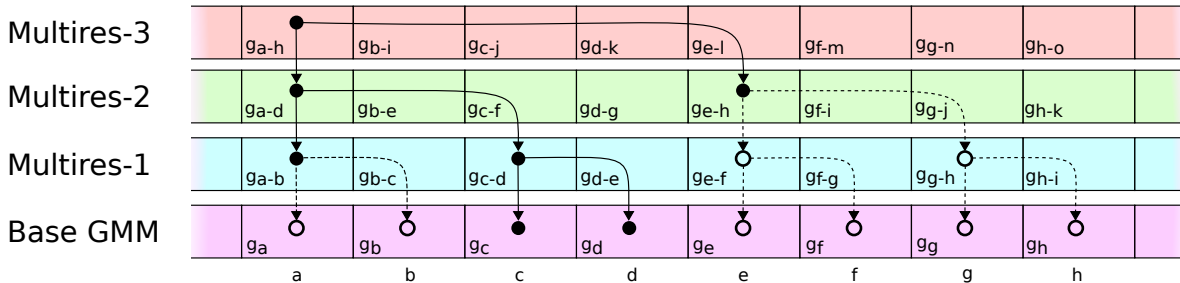 Multires-3 ga-h gb-i gc-j gd-k ge-l gf-m gg-n gh-o
Multires-2 ga-d gb-e gc-f gd-g ge-h gf-i gg-j gh-k
Multires-1 ga-b gb-c gc-d gd-e ge-f gf-g gg-h gh-i
Base GMM ga gb gc gd ge gf gg gh
a b c d e f g h